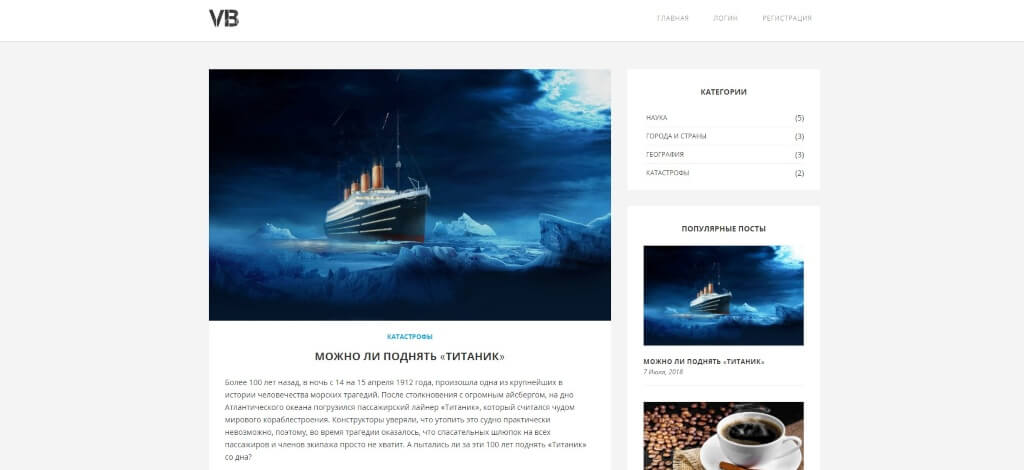 VB
ГЛАВНАЯ ЛОГИН РЕГИСТРАЦИЯ
КАТАСТРОФЫ
МОЖНО ЛИ ПОДНЯТЬ «ТИТАНИК»
Более 100 лет назад, в ночь с 14 на 15 апреля 1912 года, произошла одна из крупнейших в
истории человечества морских трагедий. После столкновения с огромным айсбергом, на дно
Атлантического океана погрузился пассажирский лайнер «Титаник», который считался чудом
мирового кораблестроения. Конструкторы уверяли, что утопить это судно практически
невозможно, поэтому, во время трагедии оказалось, что спасательных шлюпок на всех
пассажиров и членов экипажа просто не хватит. А пытались ли за эти 100 лет поднять «Титаник»
со дна?
КАТЕГОРИИ
НАУКА (5)
ГОРОДА И СТРАНЫ (3)
ГЕОГРАФИЯ (3)
КАТАСТРОФЫ (2)
ПОПУЛЯРНЫЕ ПОСТЫ
МОЖНО ЛИ ПОДНЯТЬ «ТИТАНИК»
7 Июля, 2018